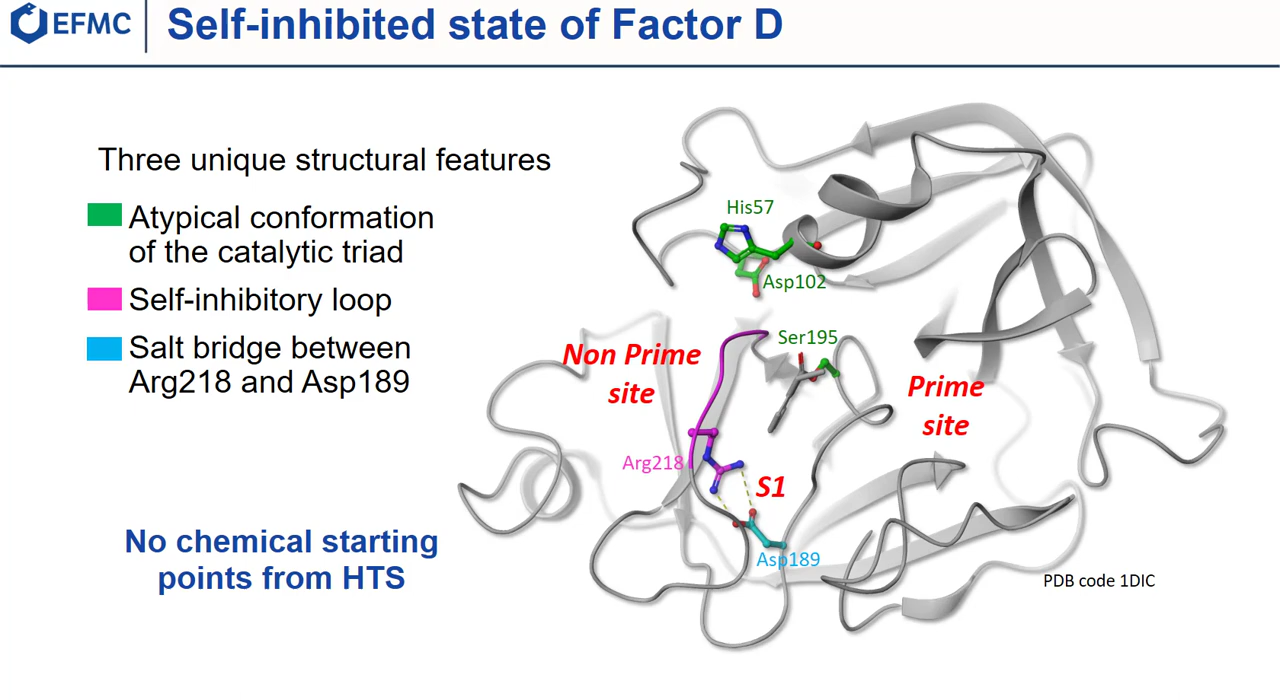 EFMC
Self-inhibited state of Factor D
Three unique structural features
Atypical conformation
of the catalytic triad
Self-inhibitory loop
Salt bridge between
Arg218 and Asp189
No chemical starting
points from HTS
His57
Asp102
Ser195
Non Prime
site
Prime
site
Arg218
S1
Asp189
PDB code 1DIC